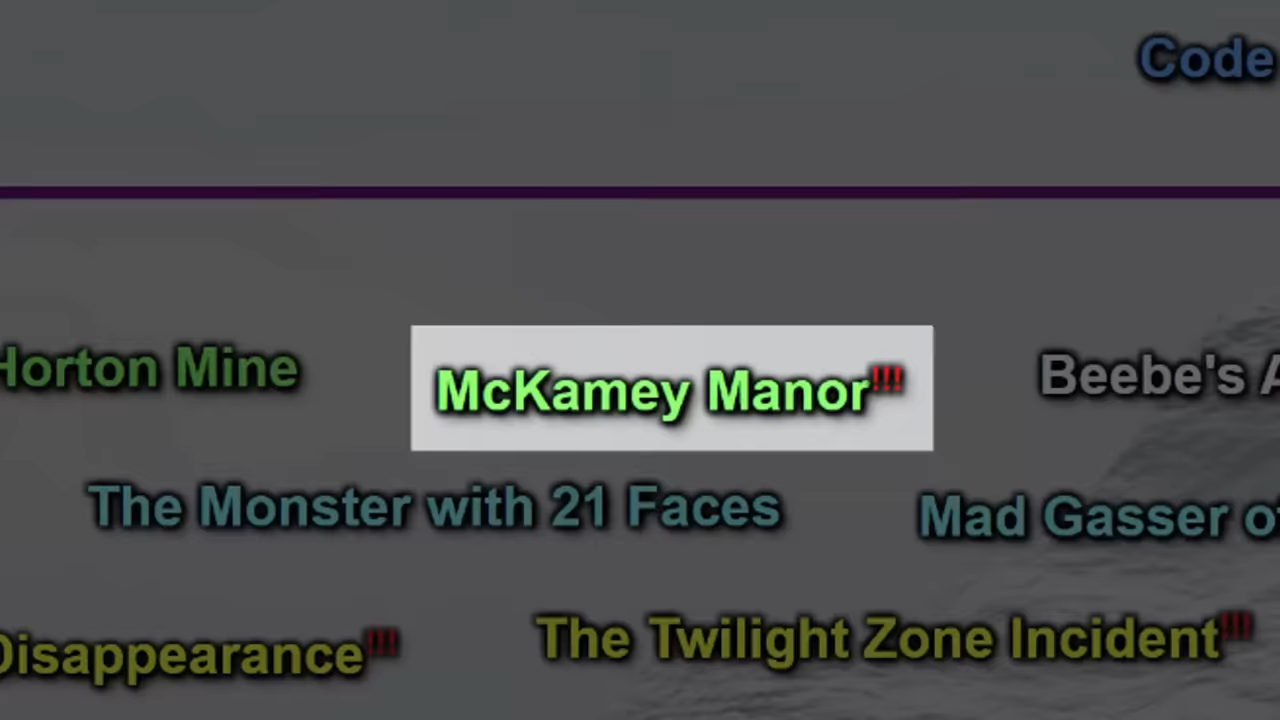 Code
Horton Mine
McKamey Manor!!!
Beebe's
The Monster with 21 Faces
Mad Gasser
Disappearance!!!
The Twilight Zone Incident!!!